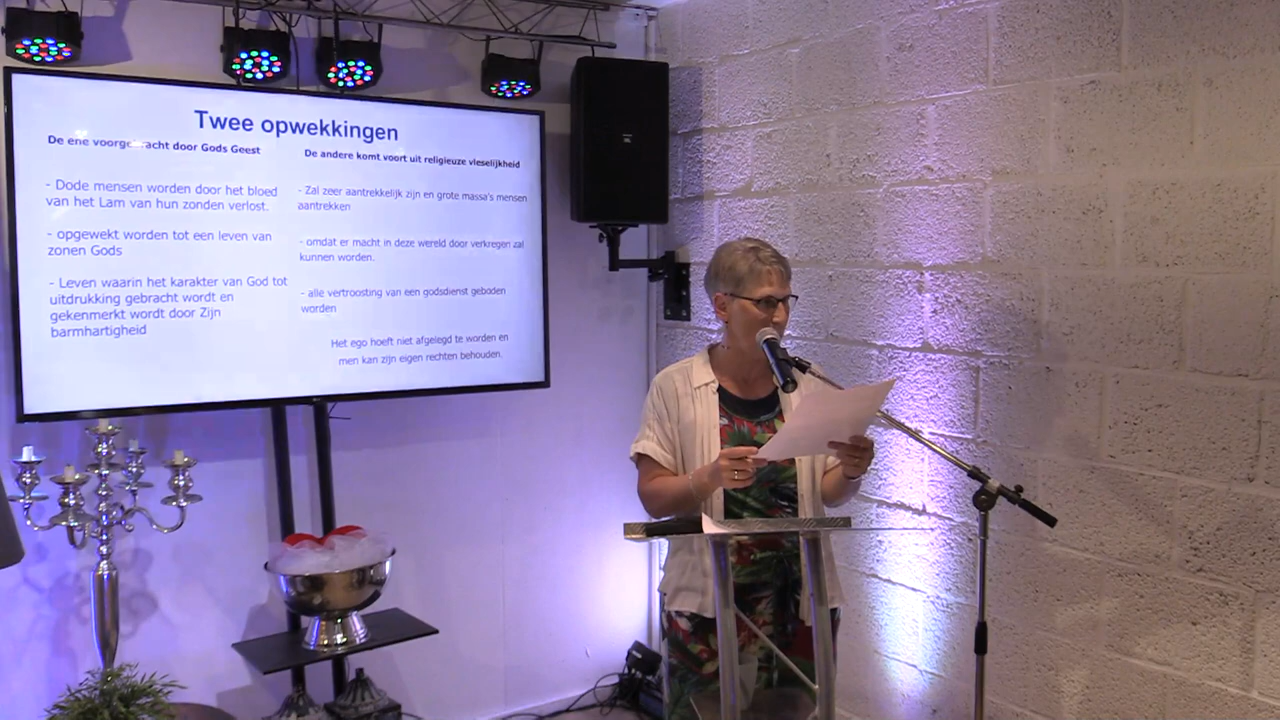 Twee opwekkingen
De ene voorgebracht door Gods Geest
- Dode mensen worden door het bloed
van het Lam van hun zonden verlost.
- opgewekt worden tot een leven van
zonen Gods
- Leven waarin het karakter van God tot
uitdrukking gebracht wordt en
gekenmerkt wordt door Zijn
barmhartigheid
De andere komt voort uit religieuze vleselijkheid
- Zal zeer aantrekkelijk zijn en grote massa's mensen
aantrekken
- omdat er macht in deze wereld door verkregen zal
kunnen worden.
- alle vertroosting van een godsdienst geboden
worden
Het ego hoeft niet afgelegd te worden en
men kan zijn eigen rechten behouden.
JBL